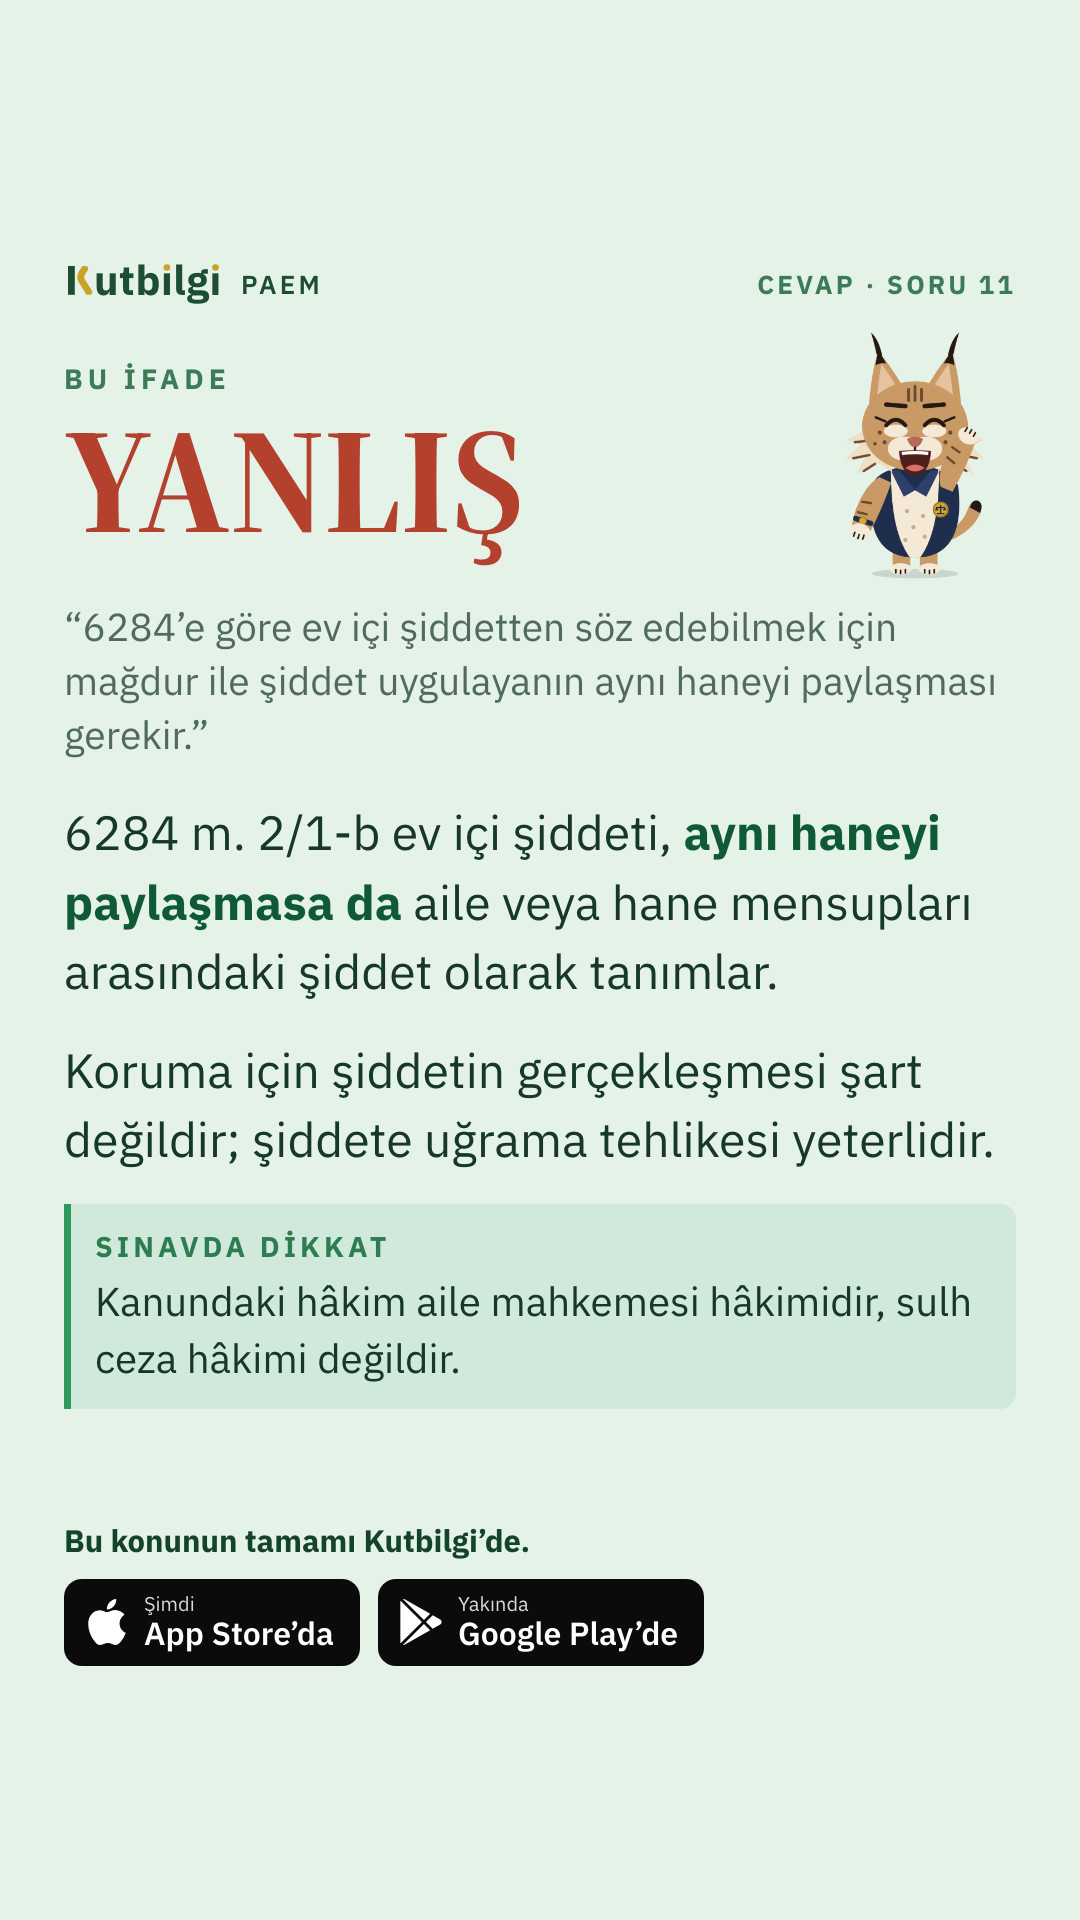 Kutbilgi PAEM
CEVAP · SORU 11
BU İFADE
YANLIŞ
“6284’e göre ev içi şiddetten söz edebilmek için
mağdur ile şiddet uygulayanın aynı haneyi paylaşması
gerekir.”
6284 m. 2/1-b ev içi şiddeti, aynı haneyi
paylaşmasa da aile veya hane mensupları
arasındaki şiddet olarak tanımlar.
Koruma için şiddetin gerçekleşmesi şart
değildir; şiddete uğrama tehlikesi yeterlidir.
SINAVDA DİKKAT
Kanundaki hâkim aile mahkemesi hâkimidir, sulh
ceza hâkimi değildir.
Bu konunun tamamı Kutbilgi’de.
Şimdi
App Store’da
Yakında
Google Play’de